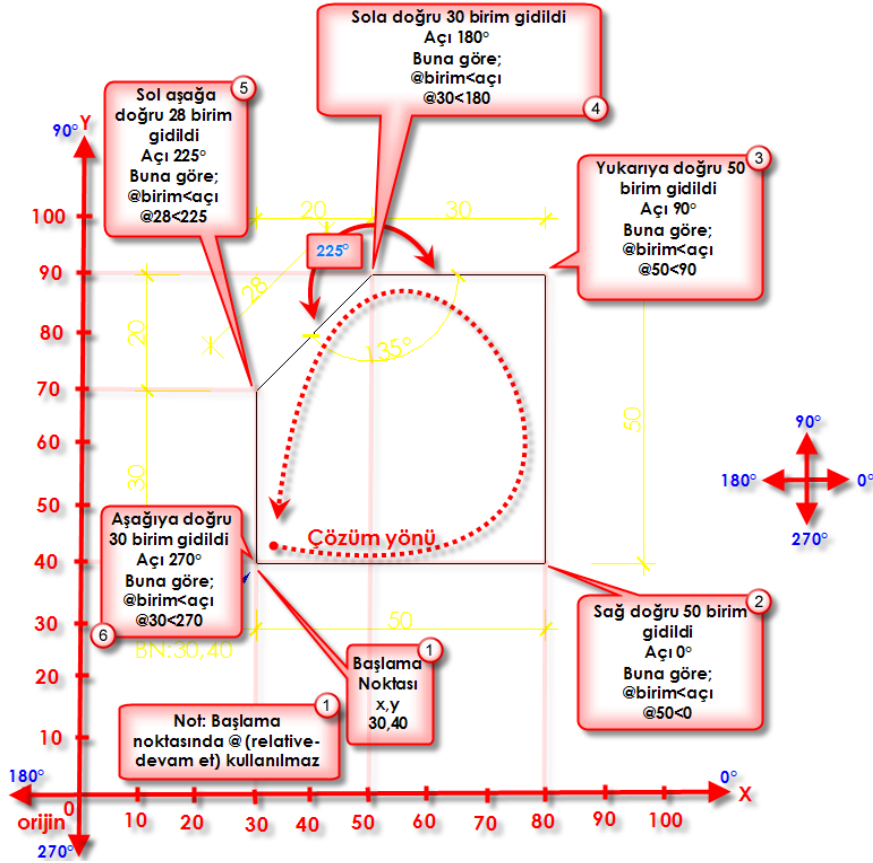 Sola doğru 30 birim gidildi
Açı 180°
Buna göre;
@birim<açı
@30<180
4
5
Sol aşağa
doğru 28 birim
gidildi
Açı 225°
Buna göre;
@birim<açı
@28<225
3
Yukarıya doğru 50
birim gidildi
Açı 90°
Buna göre;
@birim<açı
@50<90
90° Y
100
90
80
70
60
50
40
30
20
10
20
30
225°
28
135°
20
30
50
50
BN:30,40
Çözüm yönü
90°
180°
0°
270°
Aşağıya doğru
30 birim gidildi
Açı 270°
Buna göre;
@birim<açı
@30<270
6
1
Başlama
Noktası
x,y
30,40
2
Sağ doğru 50 birim
gidildi
Açı 0°
Buna göre;
@birim<açı
@50<0
1
Not: Başlama
noktasında @ (relative-
devam et) kullanılmaz
180°
0°
X
0
orijin
10 20 30 40 50 60 70 80 90 100
270°